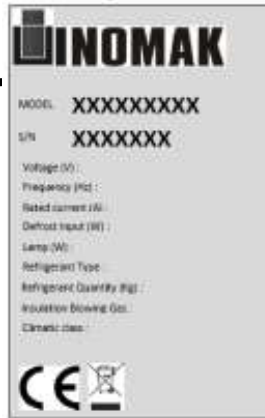 INOMAK
MODEL XXXXXXXXX
S/N XXXXXXX
Voltage (V) :
Frequency (Hz) :
Rated current (A) :
Defrost Input (W) :
Lamp (W) :
Refrigerant Type :
Refrigerant Quantity (Kg) :
Insulation Blowing Gas :
Climatic class :
CE